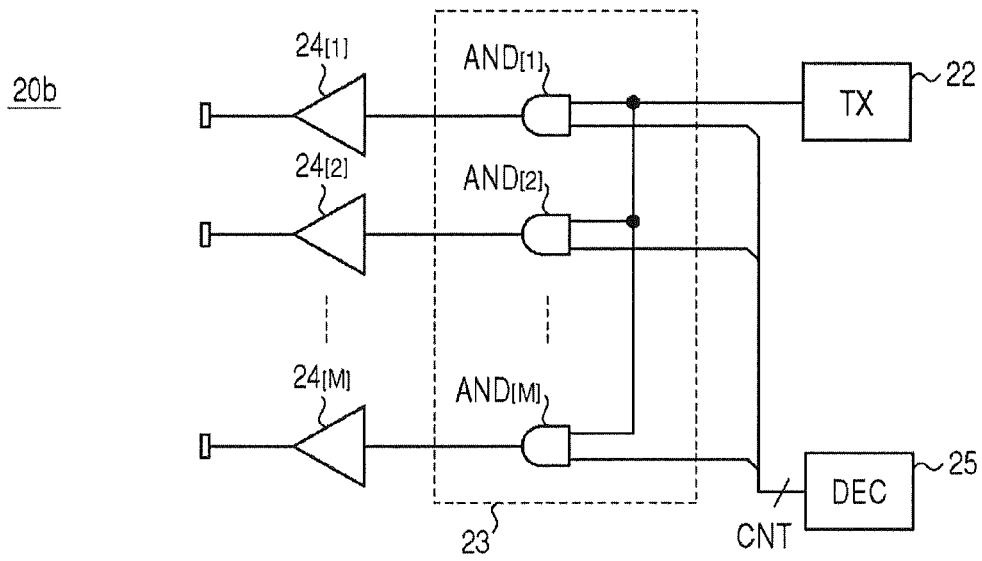 20b
24[1]
AND[1]
TX
22
24[2]
AND[2]
24[M]
AND[M]
DEC
25
CNT
23